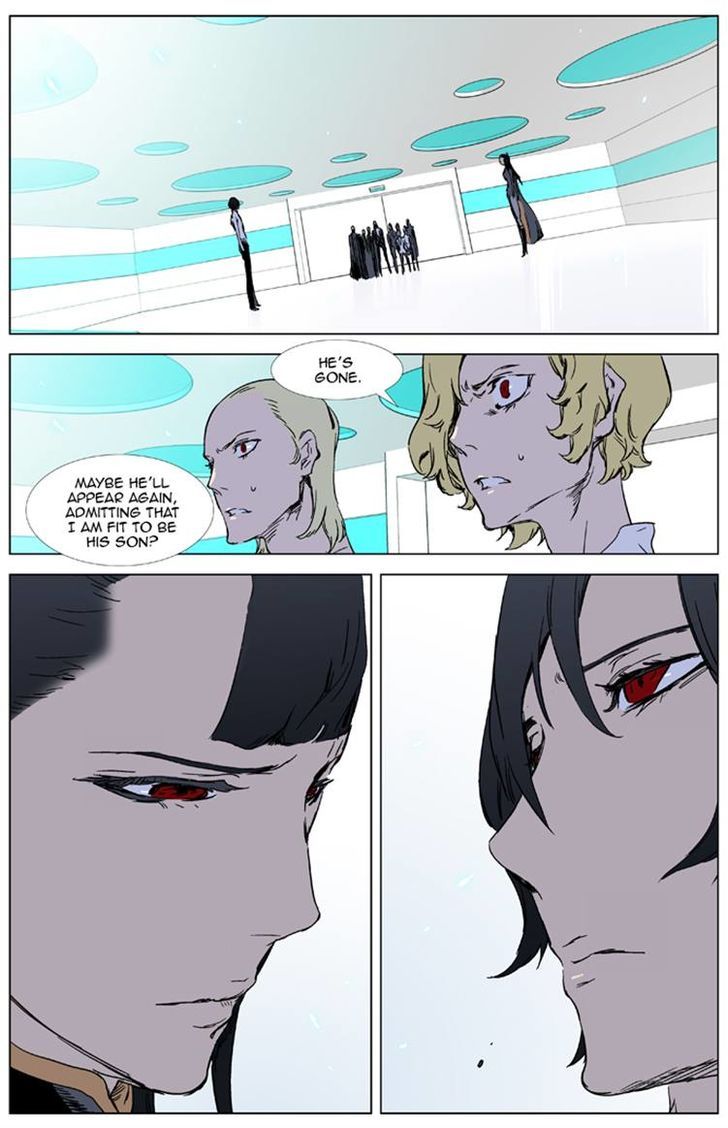 HE'S
GONE.
MAYBE HE'LL
APPEAR AGAIN,
ADMITTING THAT
I AM FIT TO BE
HIS SON?